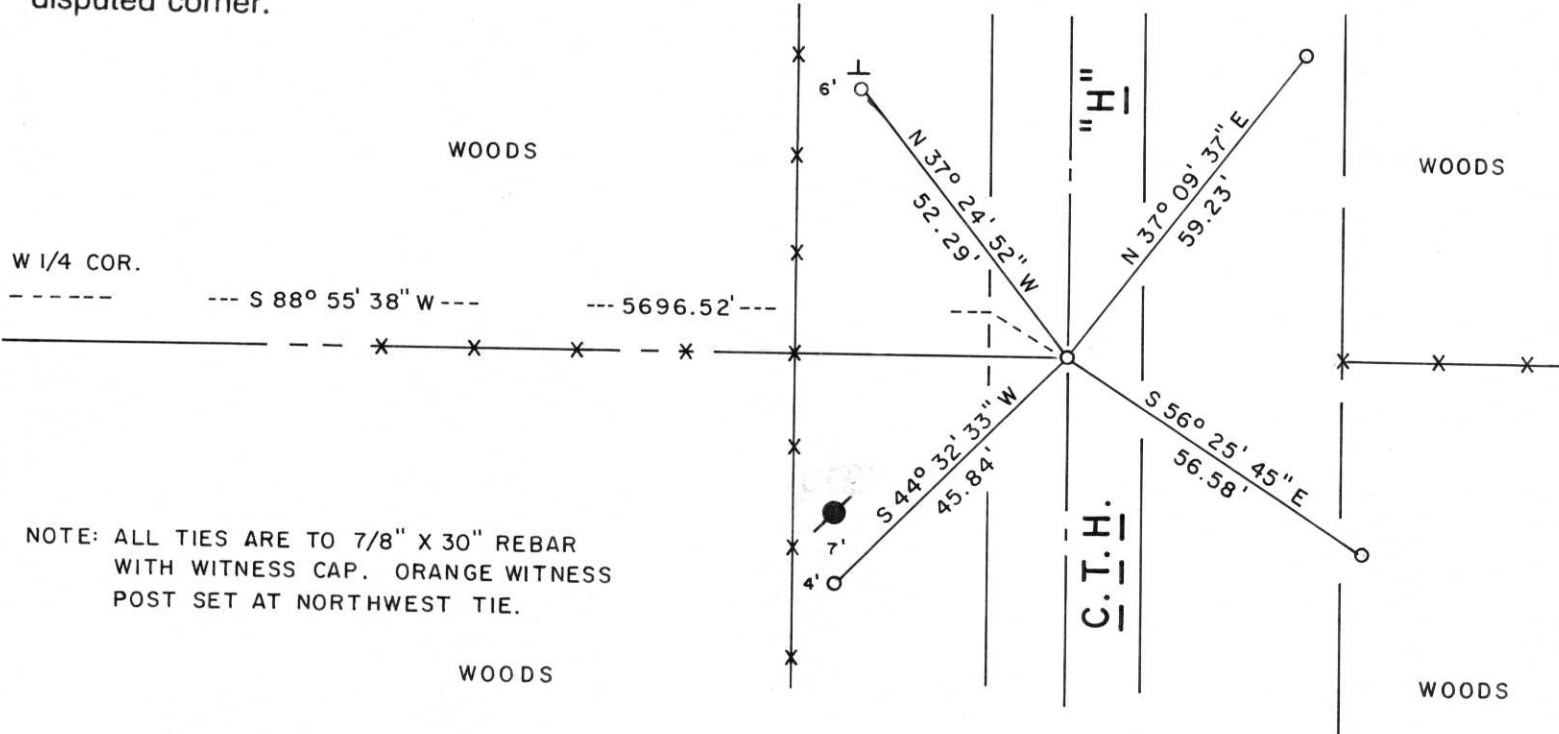 disputed corner.
6'
WOODS
N 37° 24' 52" W
52.29'
"H"
N 37° 09' 37" E
59.23'
WOODS
W 1/4 COR.
------ --- S 88° 55' 38" W --- --- 5696.52' ---
S 44° 32' 33" W
45.84'
S 56° 25' 45" E
56.58'
C. T. H.
7'
4'
NOTE: ALL TIES ARE TO 7/8" X 30" REBAR
WITH WITNESS CAP. ORANGE WITNESS
POST SET AT NORTHWEST TIE.
WOODS
WOODS